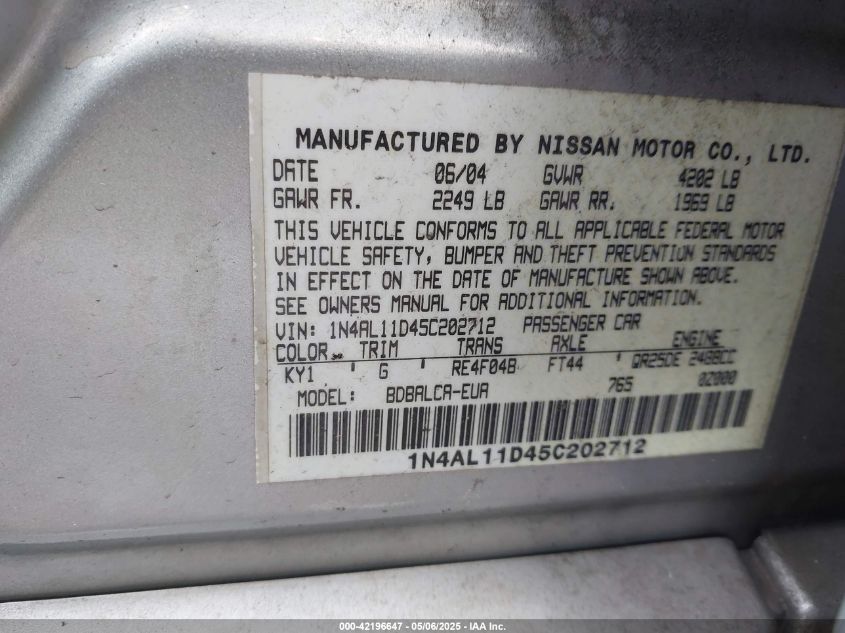 MANUFACTURED BY NISSAN MOTOR CO., LTD.
DATE 06/04 GVWR 4202 LB
GAWR FR. 2249 LB GAWR RR. 1969 LB
THIS VEHICLE CONFORMS TO ALL APPLICABLE FEDERAL MOTOR
VEHICLE SAFETY, BUMPER AND THEFT PREVENTION STANDARDS
IN EFFECT ON THE DATE OF MANUFACTURE SHOWN ABOVE.
SEE OWNERS MANUAL FOR ADDITIONAL INFORMATION.
VIN: 1N4AL11D45C202712 PASSENGER CAR
COLOR TRIM TRANS AXLE ENGINE
KY1 ' G ' RE4F04B FT44 ' QR25DE 2488CC
MODEL: BDBALCA-EUA 765 02000
1N4AL11D45C202712
000-42196647 - 05/06/2025 - IAA Inc.